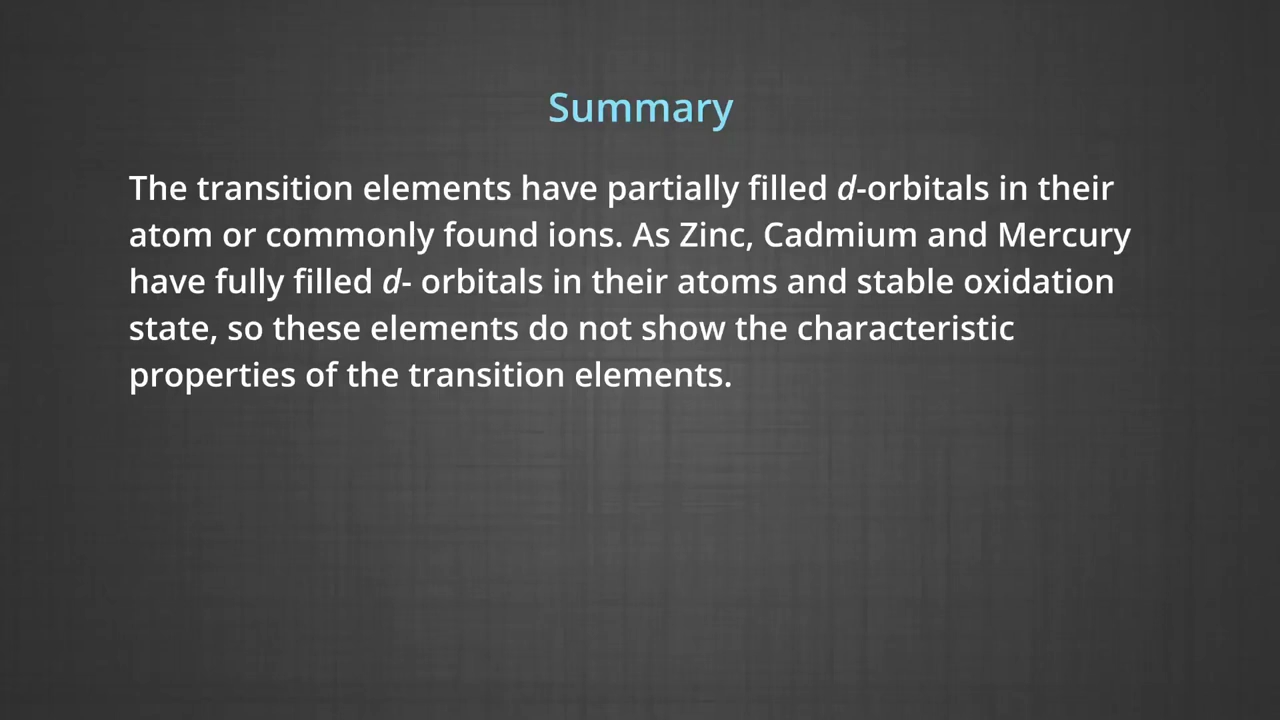 Summary
The transition elements have partially filled d-orbitals in their
atom or commonly found ions. As Zinc, Cadmium and Mercury
have fully filled d- orbitals in their atoms and stable oxidation
state, so these elements do not show the characteristic
properties of the transition elements.